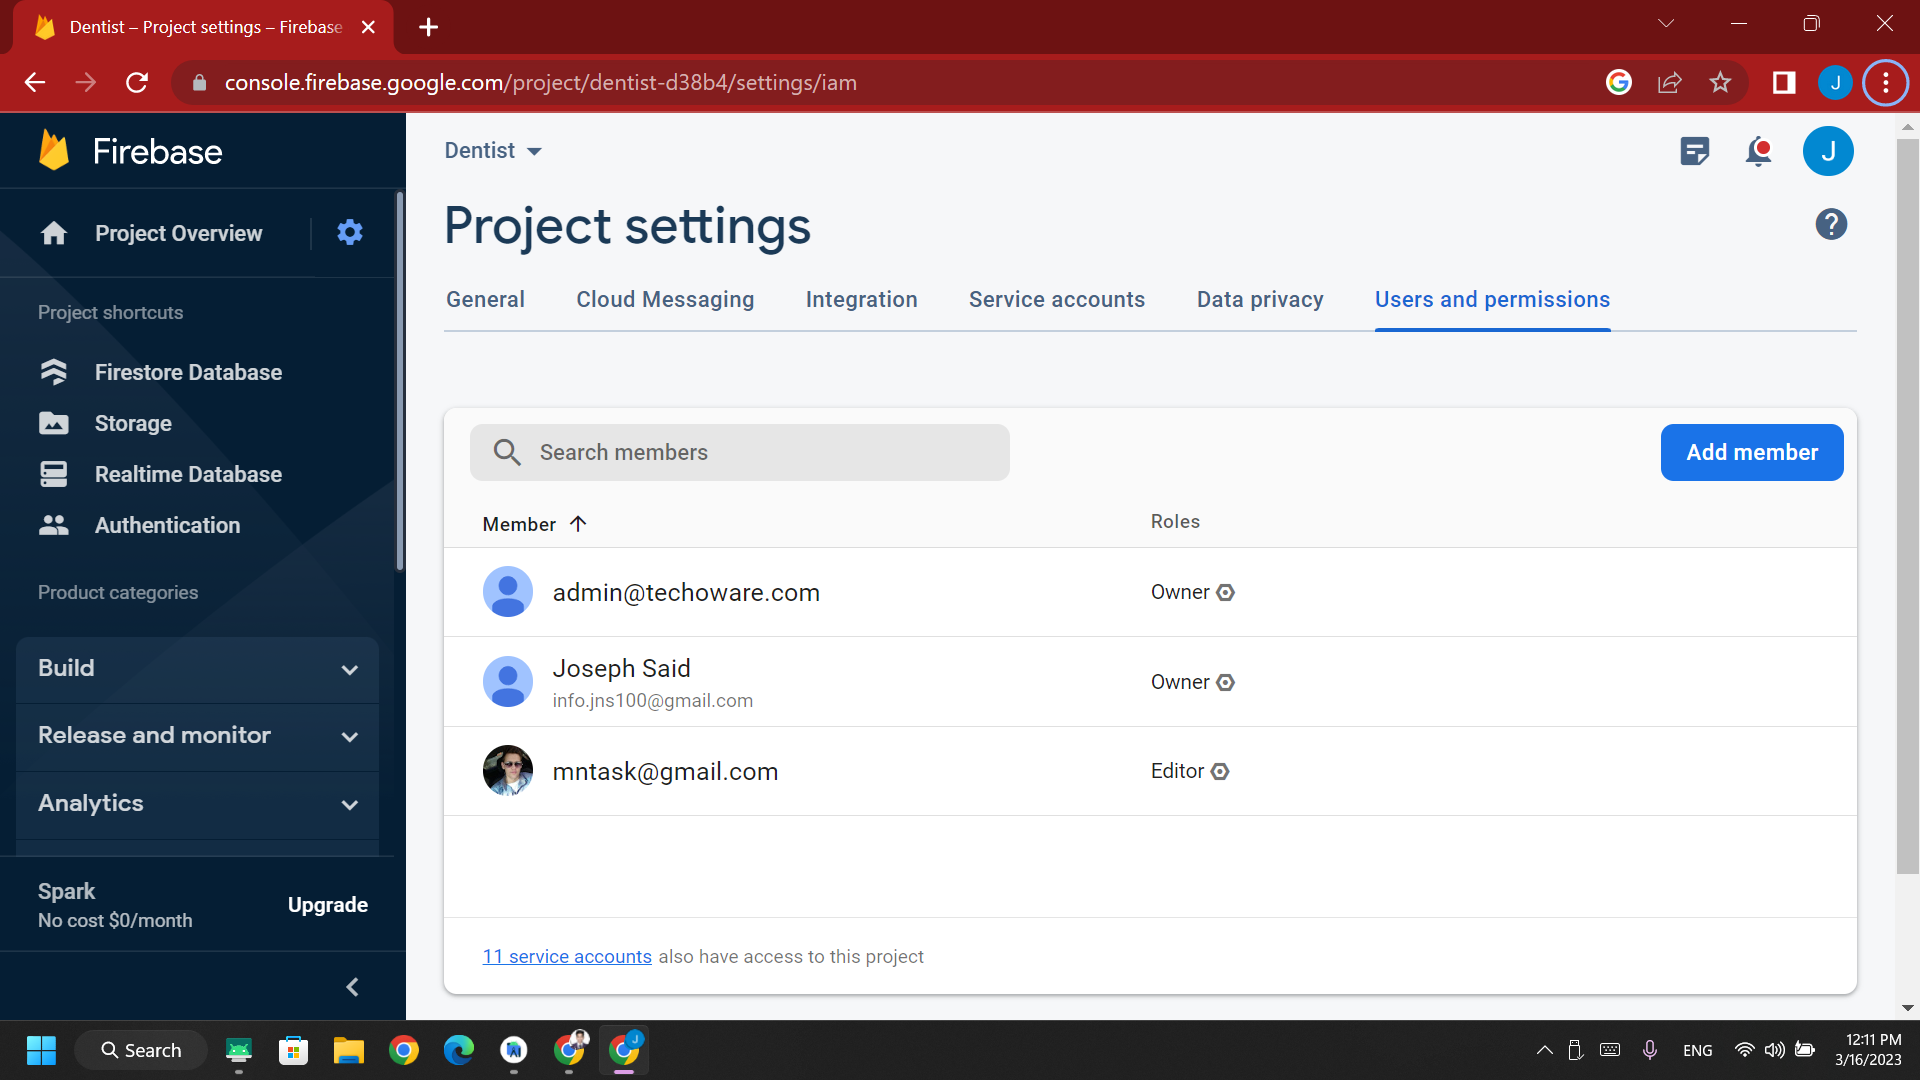 Dentist – Project settings – Firebase
console.firebase.google.com/project/dentist-d38b4/settings/iam
J
Firebase
Project Overview
Project shortcuts
Firestore Database
Storage
Realtime Database
Authentication
Product categories
Build
Release and monitor
Analytics
Spark
No cost $0/month
Upgrade
Dentist
J
Project settings
General
Cloud Messaging
Integration
Service accounts
Data privacy
Users and permissions
Search members
Add member
Member
Roles
admin@techoware.com
Owner
Joseph Said
info.jns100@gmail.com
Owner
mntask@gmail.com
Editor
11 service accounts also have access to this project
Search
J
ENG
12:11 PM
3/16/2023